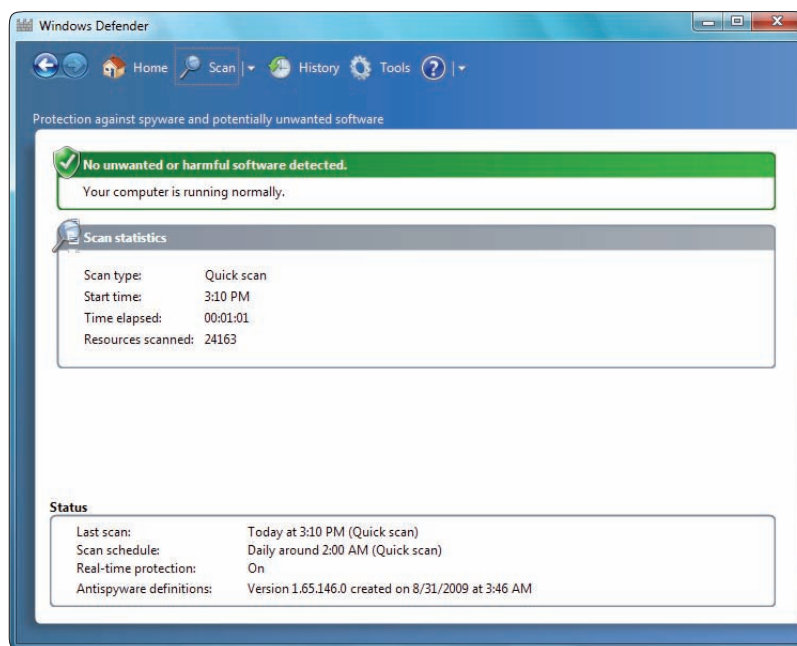 Windows Defender
Home Scan History Tools ?
Protection against spyware and potentially unwanted software
No unwanted or harmful software detected.
Your computer is running normally.
Scan statistics
Scan type: Quick scan
Start time: 3:10 PM
Time elapsed: 00:01:01
Resources scanned: 24163
Status
Last scan: Today at 3:10 PM (Quick scan)
Scan schedule: Daily around 2:00 AM (Quick scan)
Real-time protection: On
Antispyware definitions: Version 1.65.146.0 created on 8/31/2009 at 3:46 AM